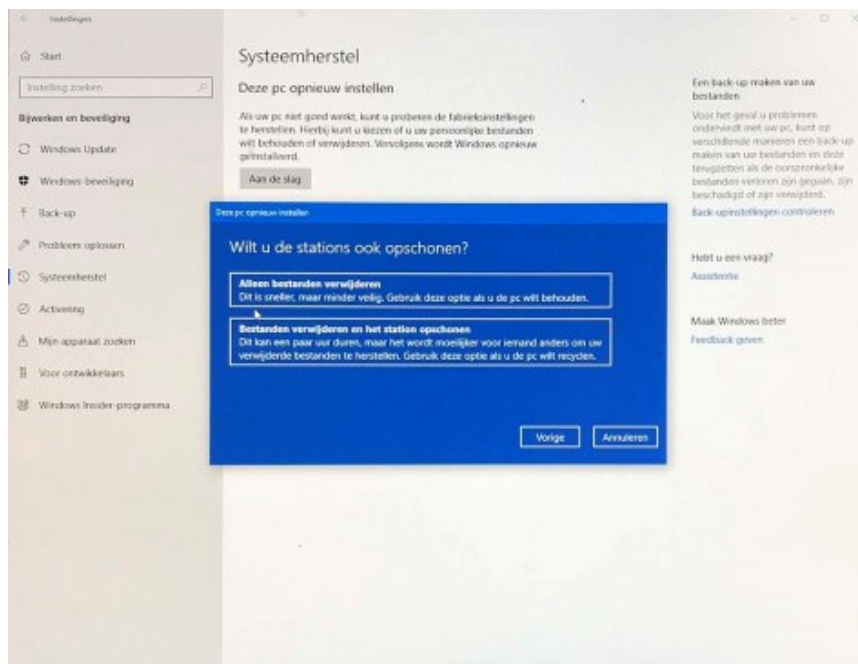 Instellingen
Start
Instelling zoeken
Bijwerken en beveiliging
Windows Update
Windows-beveiliging
Back-up
Problemen oplossen
Systeemherstel
Activering
Mijn apparaat zoeken
Voor ontwikkelaars
Windows Insider-programma
Systeemherstel
Deze pc opnieuw instellen
Als uw pc niet goed werkt, kunt u proberen de fabrieksinstellingen
te herstellen. Hierbij kunt u kiezen of u uw persoonlijke bestanden
wilt behouden of verwijderen. Vervolgens wordt Windows opnieuw
geïnstalleerd.
Aan de slag
Deze pc opnieuw instellen
Wilt u de stations ook opschonen?
Alleen bestanden verwijderen
Dit is sneller, maar minder veilig. Gebruik deze optie als u de pc wilt behouden.
Bestanden verwijderen en het station opschonen
Dit kan een paar uur duren, maar het wordt moeilijker voor iemand anders om uw
verwijderde bestanden te herstellen. Gebruik deze optie als u de pc wilt recyclen.
Vorige
Annuleren
Een back-up maken van uw
bestanden
Voor het geval u problemen
ondervindt met uw pc, kunt op
verschillende manieren een back-up
maken van uw bestanden en deze
terugzetten als de oorspronkelijke
bestanden verloren zijn gegaan, zijn
beschadigd of zijn verwijderd.
Back-upinstellingen controleren
Hebt u een vraag?
Assistentie
Maak Windows beter
Feedback geven